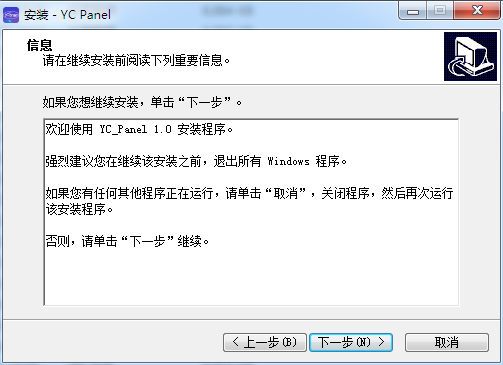 安装 - YC Panel
信息
请在继续安装前阅读下列重要信息。
如果您想继续安装，单击“下一步”。
欢迎使用 YC_Panel 1.0 安装程序。
强烈建议您在继续该安装之前，退出所有 Windows 程序。
如果您有任何其他程序正在运行，请单击“取消”，关闭程序，然后再次运行
该安装程序。
否则，请单击“下一步”继续。
< 上一步(B)
下一步(N) >
取消